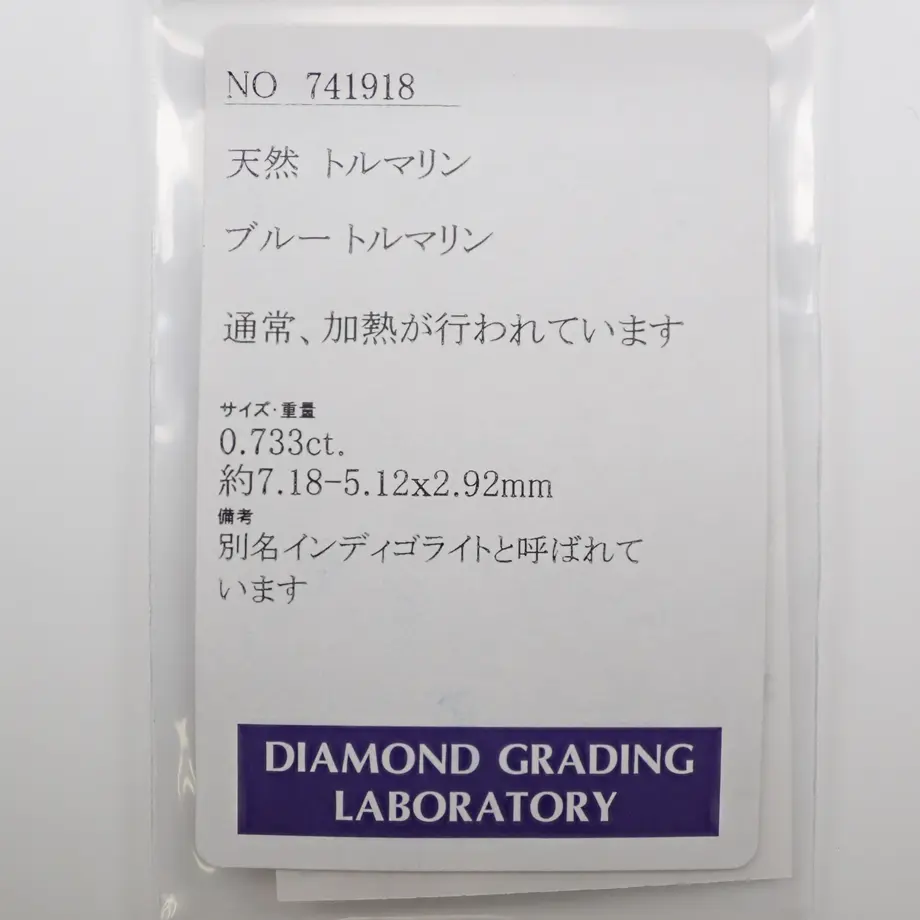 NO 741918
天然 トルマリン
ブルートルマリン
通常、加熱が行われています
サイズ・重量
0.733ct.
約7.18-5.12x2.92mm
備考
別名インディゴライトと呼ばれて
います
DIAMOND GRADING
LABORATORY